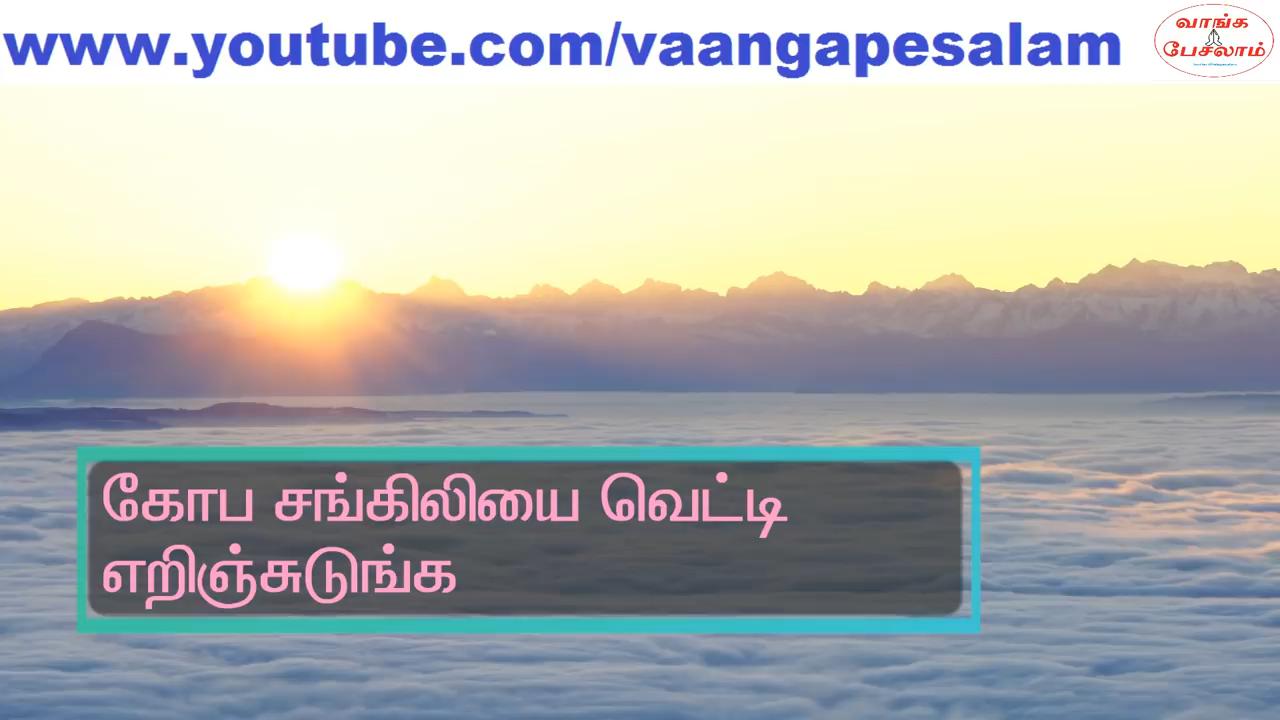 www.youtube.com/vaangapesalam
வாங்க
பேசலாம்
கோப சங்கிலியை வெட்டி
எறிஞ்சுடுங்க